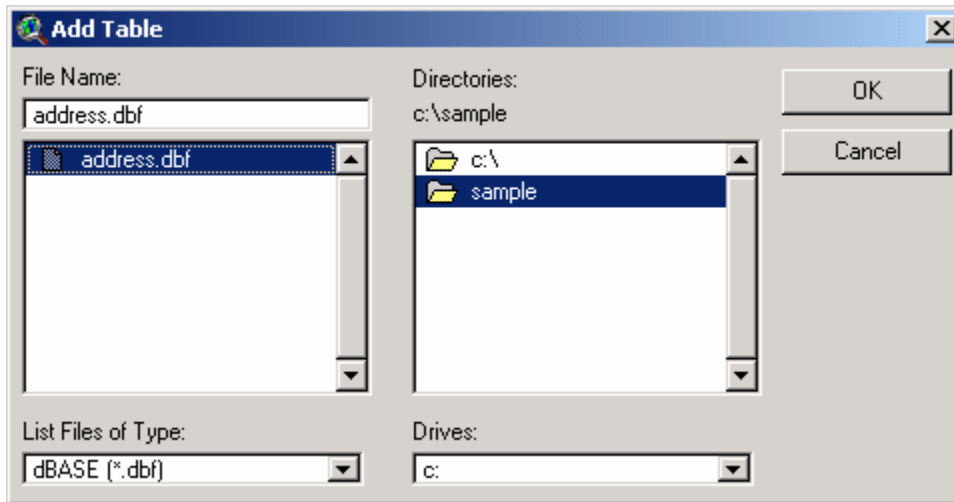 Add Table
File Name:
address.dbf
address.dbf
List Files of Type:
dBASE (*.dbf)
Directories:
c:\sample
c:\
sample
Drives:
c:
OK
Cancel